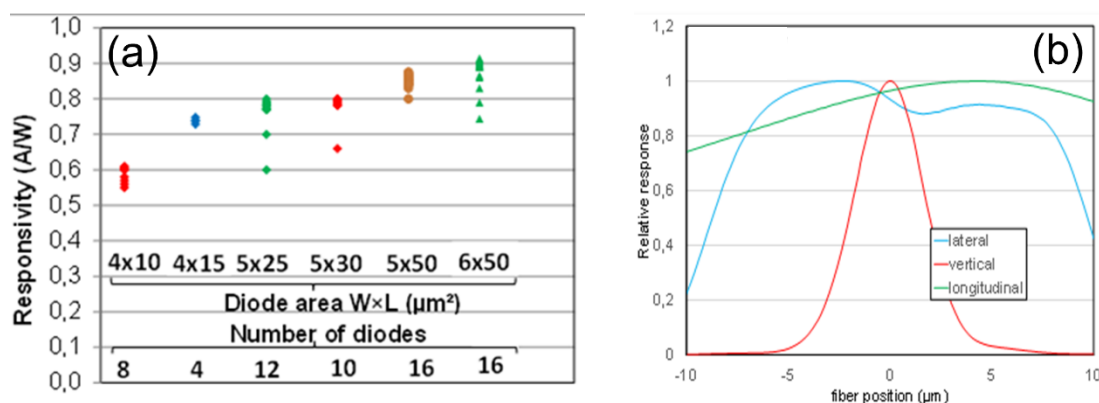 (a)
Responsivity (A/W)
1,0
0,9
0,8
0,7
0,6
0,5
0,4
0,3
0,2
0,1
0,0
4x10 4x15 5x25 5x30 5x50 6x50
Diode area W×L (µm²)
Number of diodes
8 4 12 10 16 16
(b)
Relative response
1,2
1
0,8
0,6
0,4
0,2
0
lateral
vertical
longitudinal
-10 -5 0 5 10
fiber position (µm)